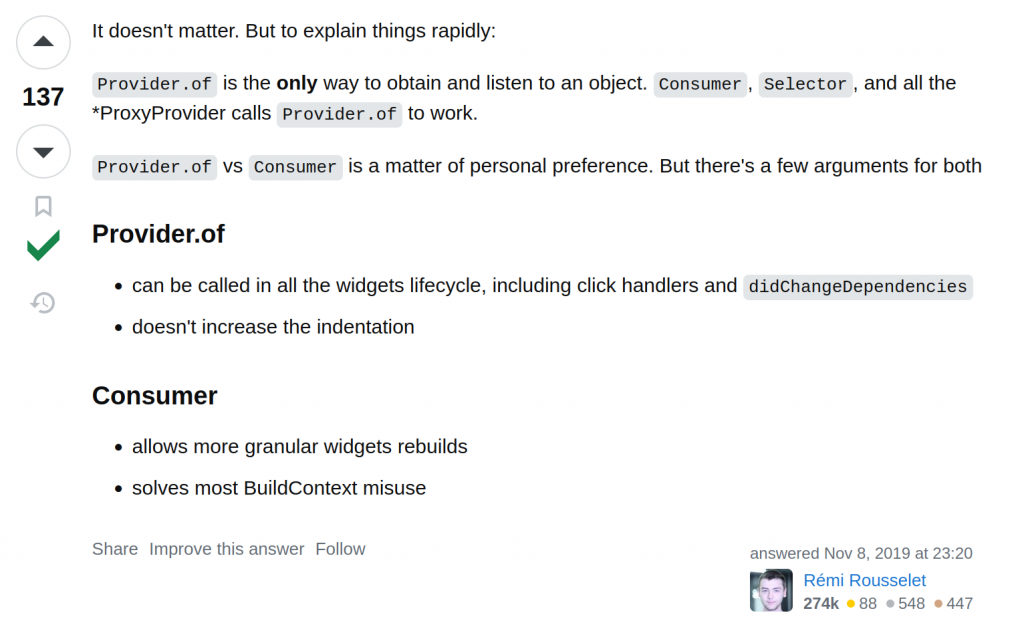 It doesn't matter. But to explain things rapidly:
137
Provider.of is the only way to obtain and listen to an object. Consumer, Selector, and all the
*ProxyProvider calls Provider.of to work.
Provider.of vs Consumer is a matter of personal preference. But there's a few arguments for both
Provider.of
• can be called in all the widgets lifecycle, including click handlers and didChangeDependencies
• doesn't increase the indentation
Consumer
• allows more granular widgets rebuilds
• solves most BuildContext misuse
Share Improve this answer Follow
answered Nov 8, 2019 at 23:20
Rémi Rousselet
274k 88 548 447